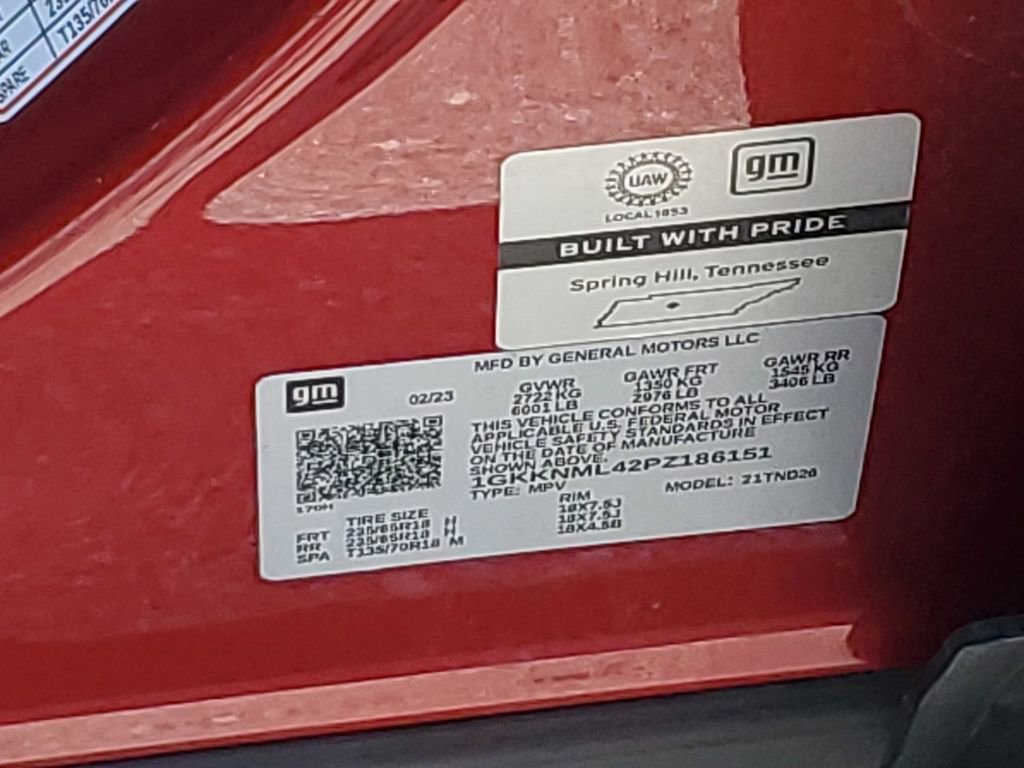 T135/70R
SPARE
UAW
gm
LOCAL 1853
BUILT WITH PRIDE
Spring Hill, Tennessee
MFD BY GENERAL MOTORS LLC
gm
02/23
GVWR GAWR FRT GAWR RR
2722 KG 1350 KG 1545 KG
6001 LB 2976 LB 3406 LB
THIS VEHICLE CONFORMS TO ALL
APPLICABLE U.S. FEDERAL MOTOR
VEHICLE SAFETY STANDARDS IN EFFECT
ON THE DATE OF MANUFACTURE
SHOWN ABOVE.
1GKKNML42PZ186151
TYPE: MPV MODEL: 21TND26
170H
TIRE SIZE RIM
FRT 235/65R18 H 18X7.5J
RR 235/65R18 H 18X7.5J
SPA T135/70R18 M 18X4.5B